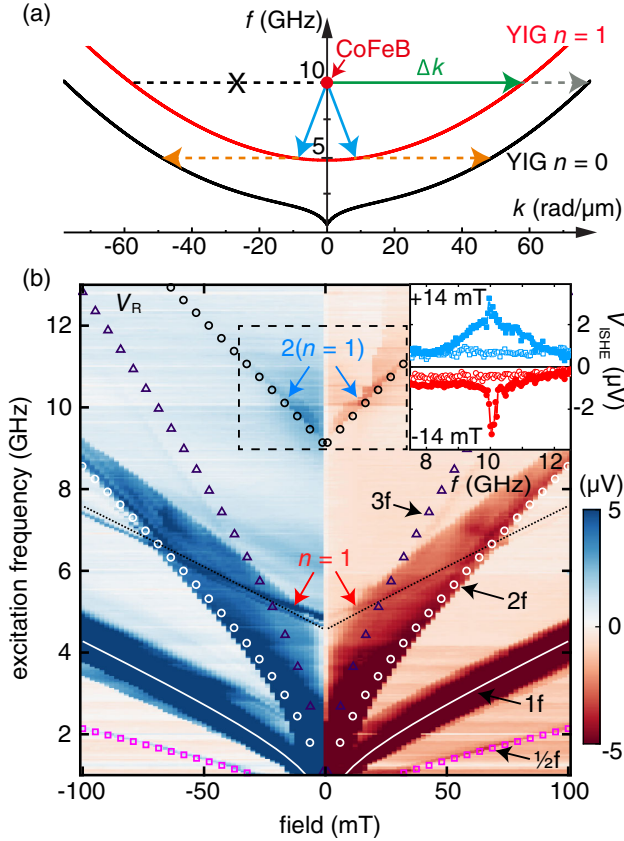 (a)
f (GHz)
CoFeB
YIG n = 1
10
Δk
X
5
YIG n = 0
k (rad/μm)
-60 -40 -20 0 20 40 60
(b)
V_R
+14 mT
-14 mT
2
0
-2
V_ISHE (μV)
8 10 12
f (GHz)
2(n = 1)
n = 1
3f
2f
1f
½f
12
10
8
6
4
2
excitation frequency (GHz)
-100 -50 0 50 100
field (mT)
(μV)
5
0
-5